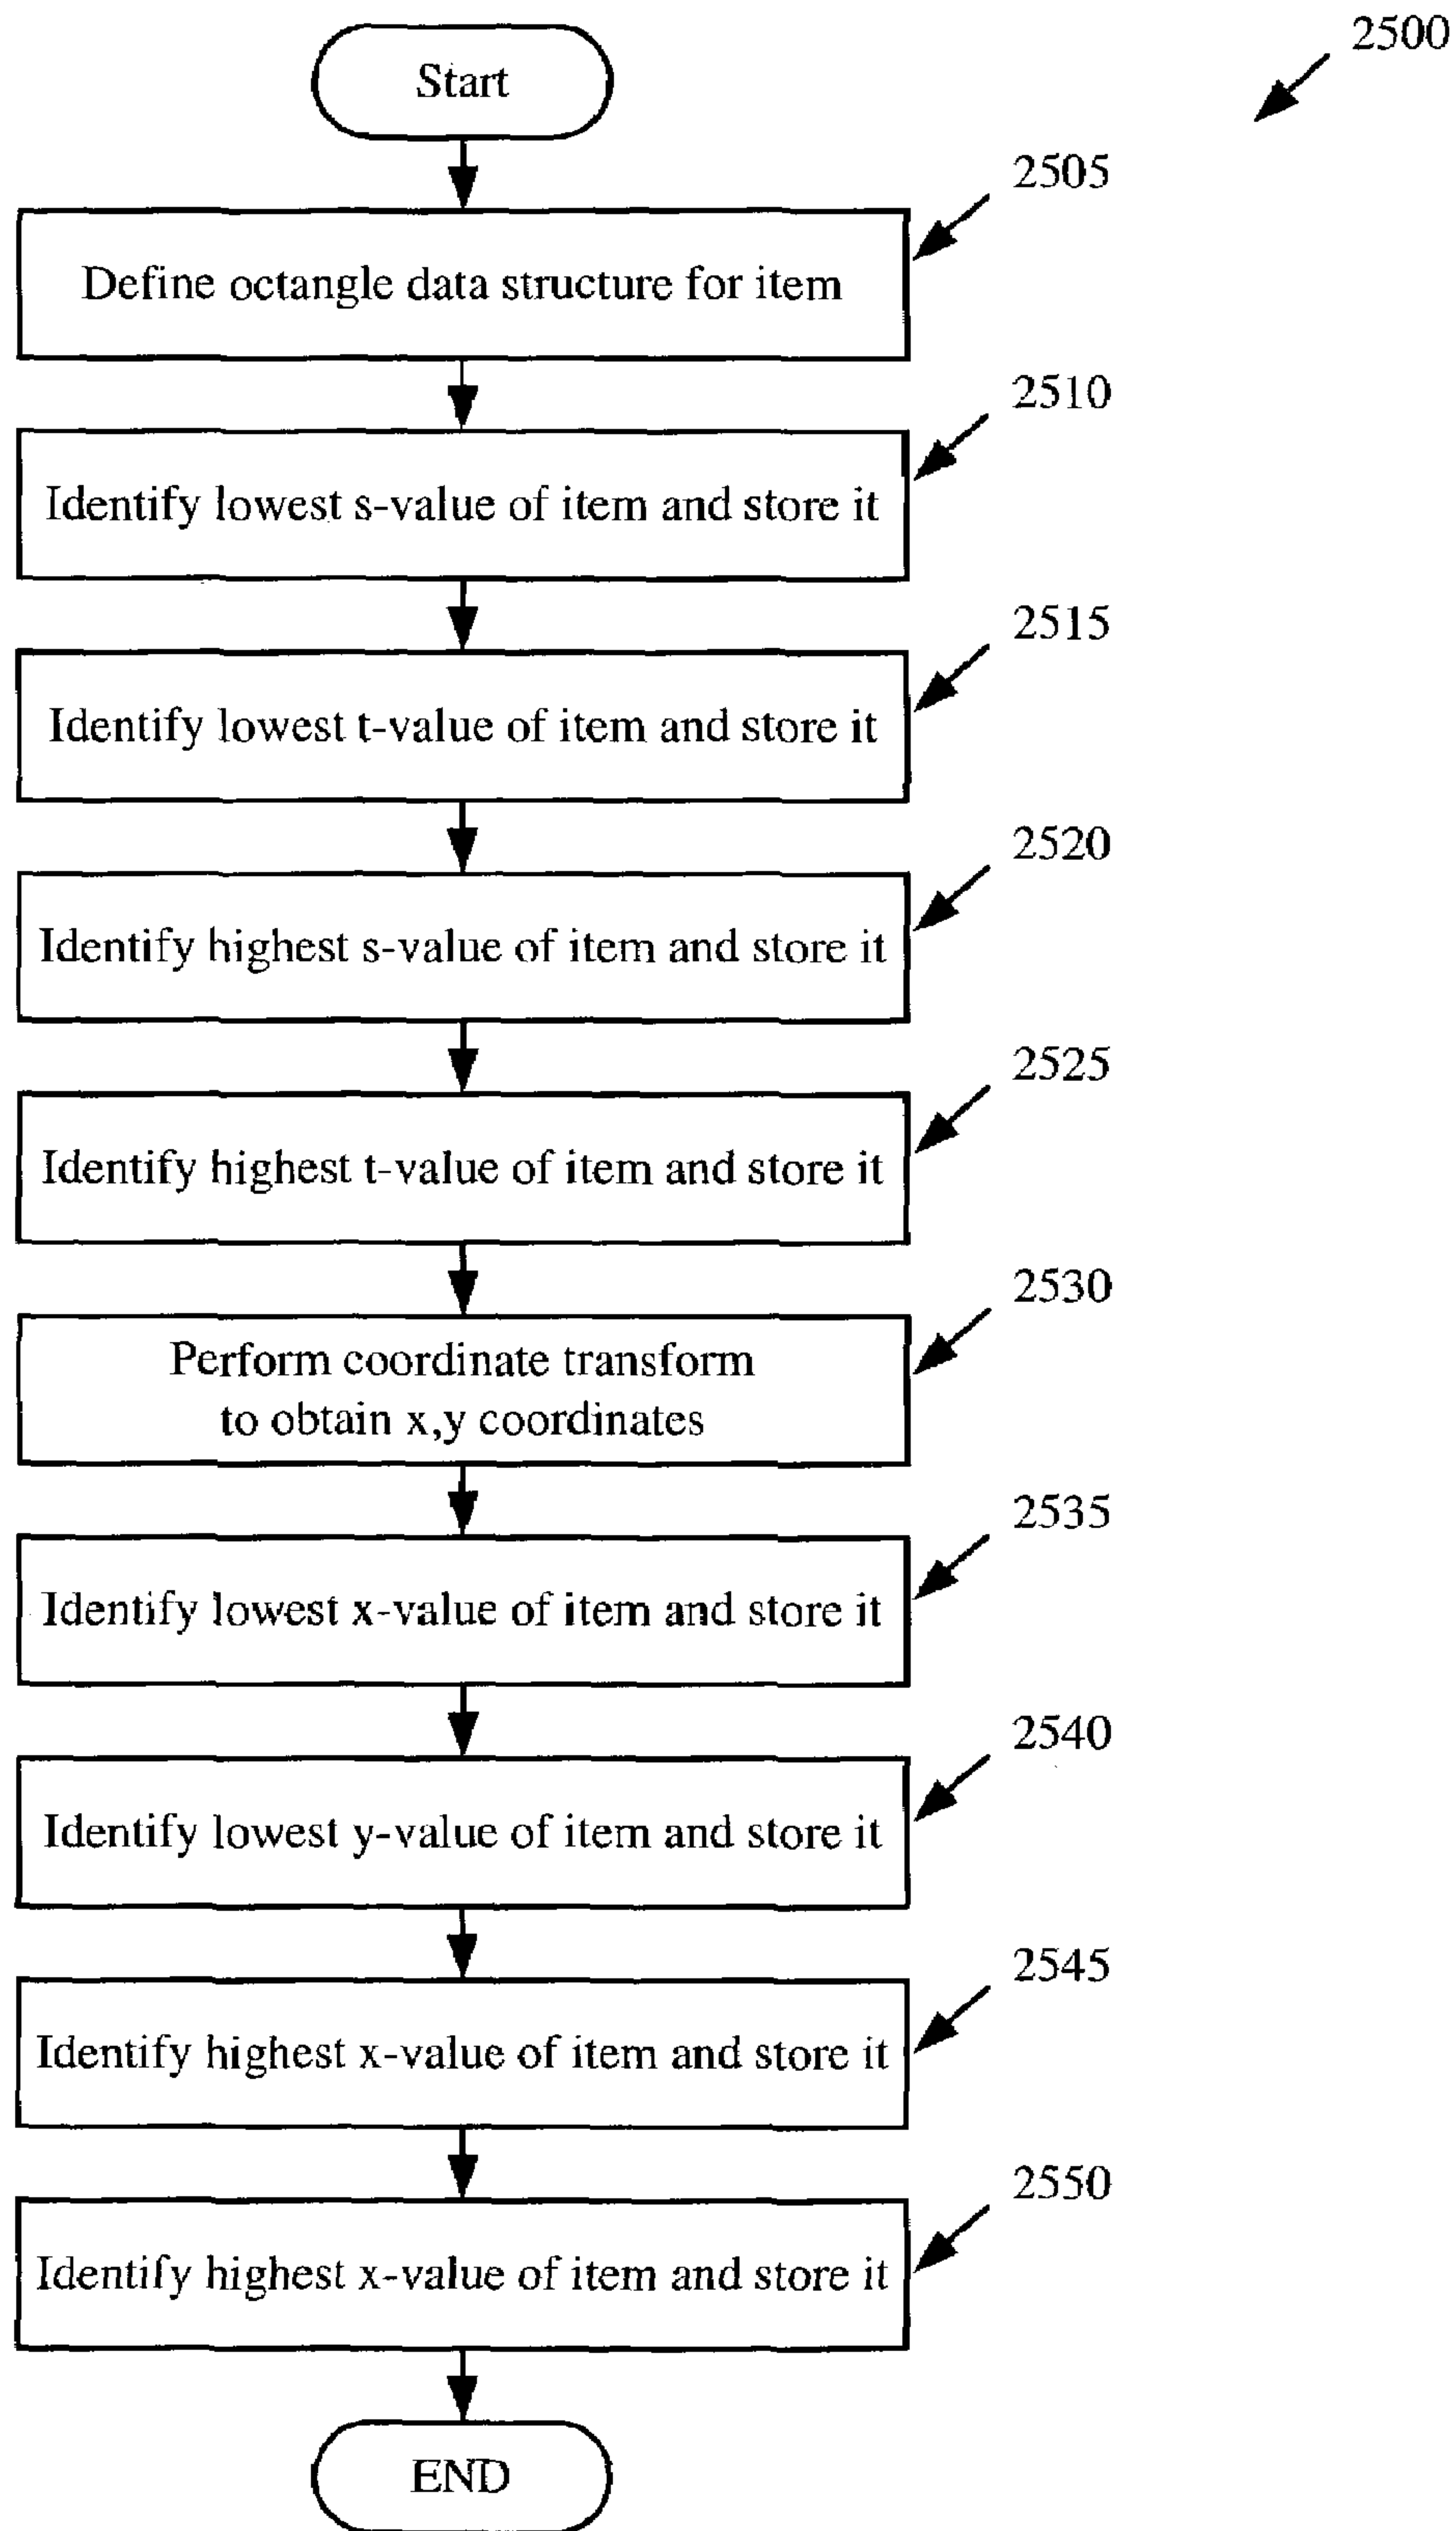 2500
Start
2505
Define octangle data structure for item
2510
Identify lowest s-value of item and store it
2515
Identify lowest t-value of item and store it
2520
Identify highest s-value of item and store it
2525
Identify highest t-value of item and store it
2530
Perform coordinate transform
to obtain x,y coordinates
2535
Identify lowest x-value of item and store it
2540
Identify lowest y-value of item and store it
2545
Identify highest x-value of item and store it
2550
Identify highest x-value of item and store it
END